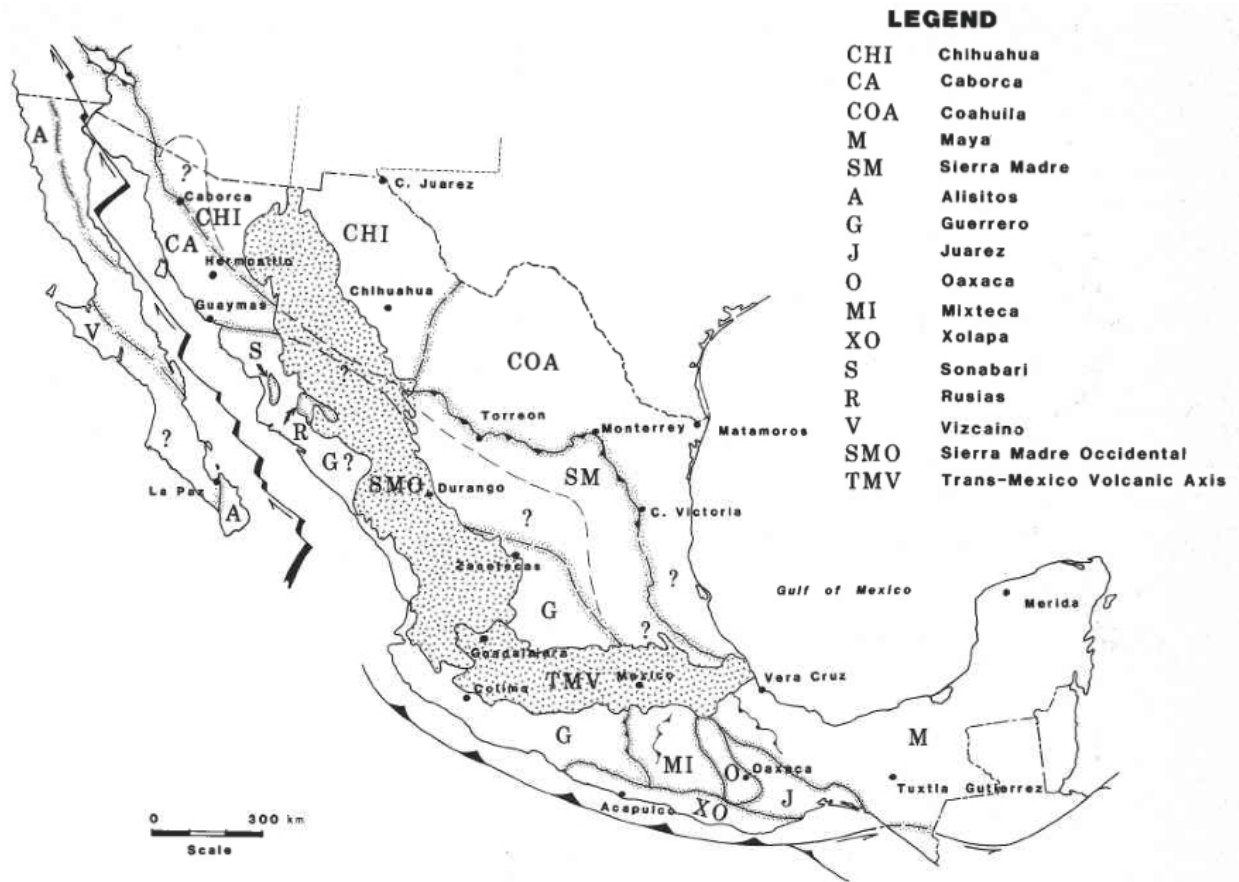 LEGEND
CHI Chihuahua
CA Caborca
COA Coahuila
M Maya
SM Sierra Madre
A Alisitos
G Guerrero
J Juarez
O Oaxaca
MI Mixteca
XO Xolapa
S Sonabari
R Rusias
V Vizcaino
SMO Sierra Madre Occidental
TMV Trans-Mexico Volcanic Axis
A
?
C. Juarez
Caborca
CHI
CHI
CA
Hermosillo
Chihuahua
Guaymas
V
S
COA
?
Torreon
Monterrey
Matamoros
R
G?
SM
?
La Paz
SMO
Durango
A
?
C. Victoria
Zacatecas
?
Gulf of Mexico
Merida
G
?
Guadalajara
TMV
Mexico
Vera Cruz
Colima
G
MI
O
Oaxaca
M
Tuxtla Gutierrez
J
Acapulco
XO
0 300 km
Scale